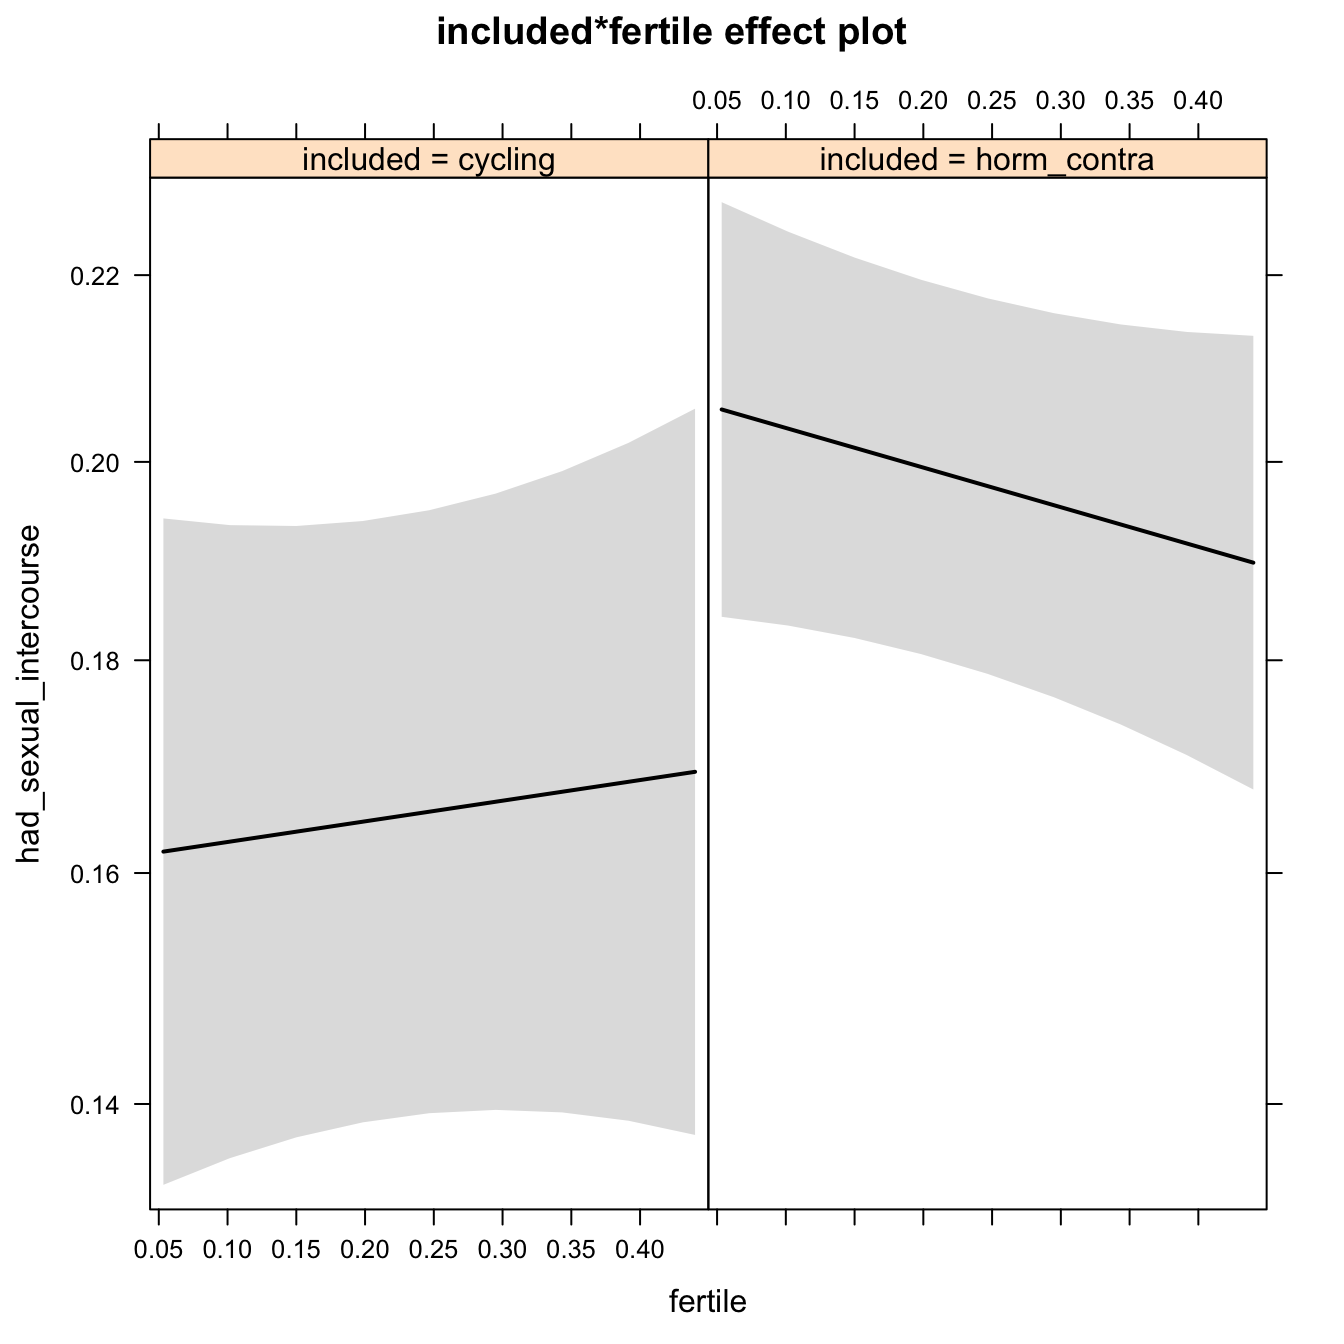 included*fertile effect plot
0.05 0.10 0.15 0.20 0.25 0.30 0.35 0.40
included = cycling
included = horm_contra
0.22
0.20
0.18
0.16
0.14
had_sexual_intercourse
0.05 0.10 0.15 0.20 0.25 0.30 0.35 0.40
fertile